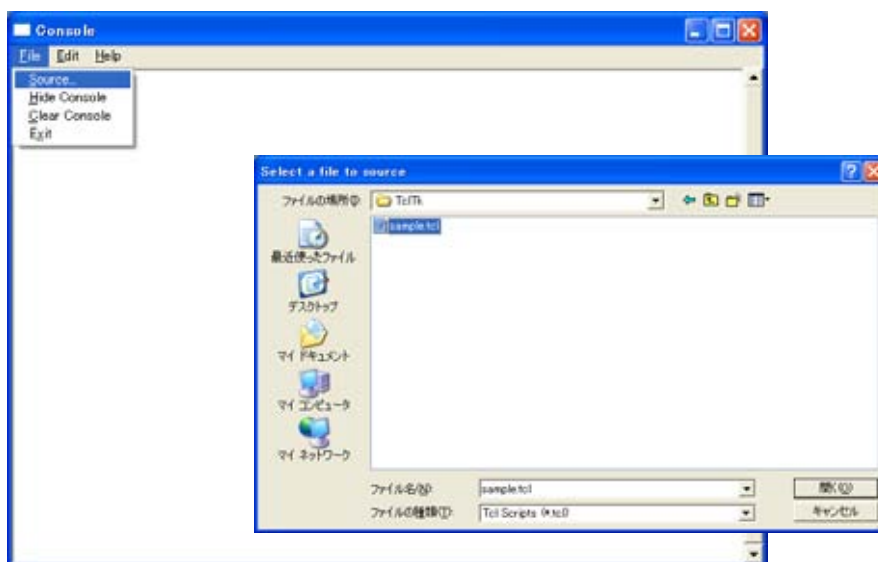 Console
File Edit Help
Source...
Hide Console
Clear Console
Exit
Select a file to source
ファイルの場所(I):
TclTk
sample.tcl
最近使ったファイル
デスクトップ
マイ ドキュメント
マイ コンピュータ
マイ ネットワーク
ファイル名(N):
sample.tcl
開く(O)
ファイルの種類(T):
Tcl Scripts (*.tcl)
キャンセル